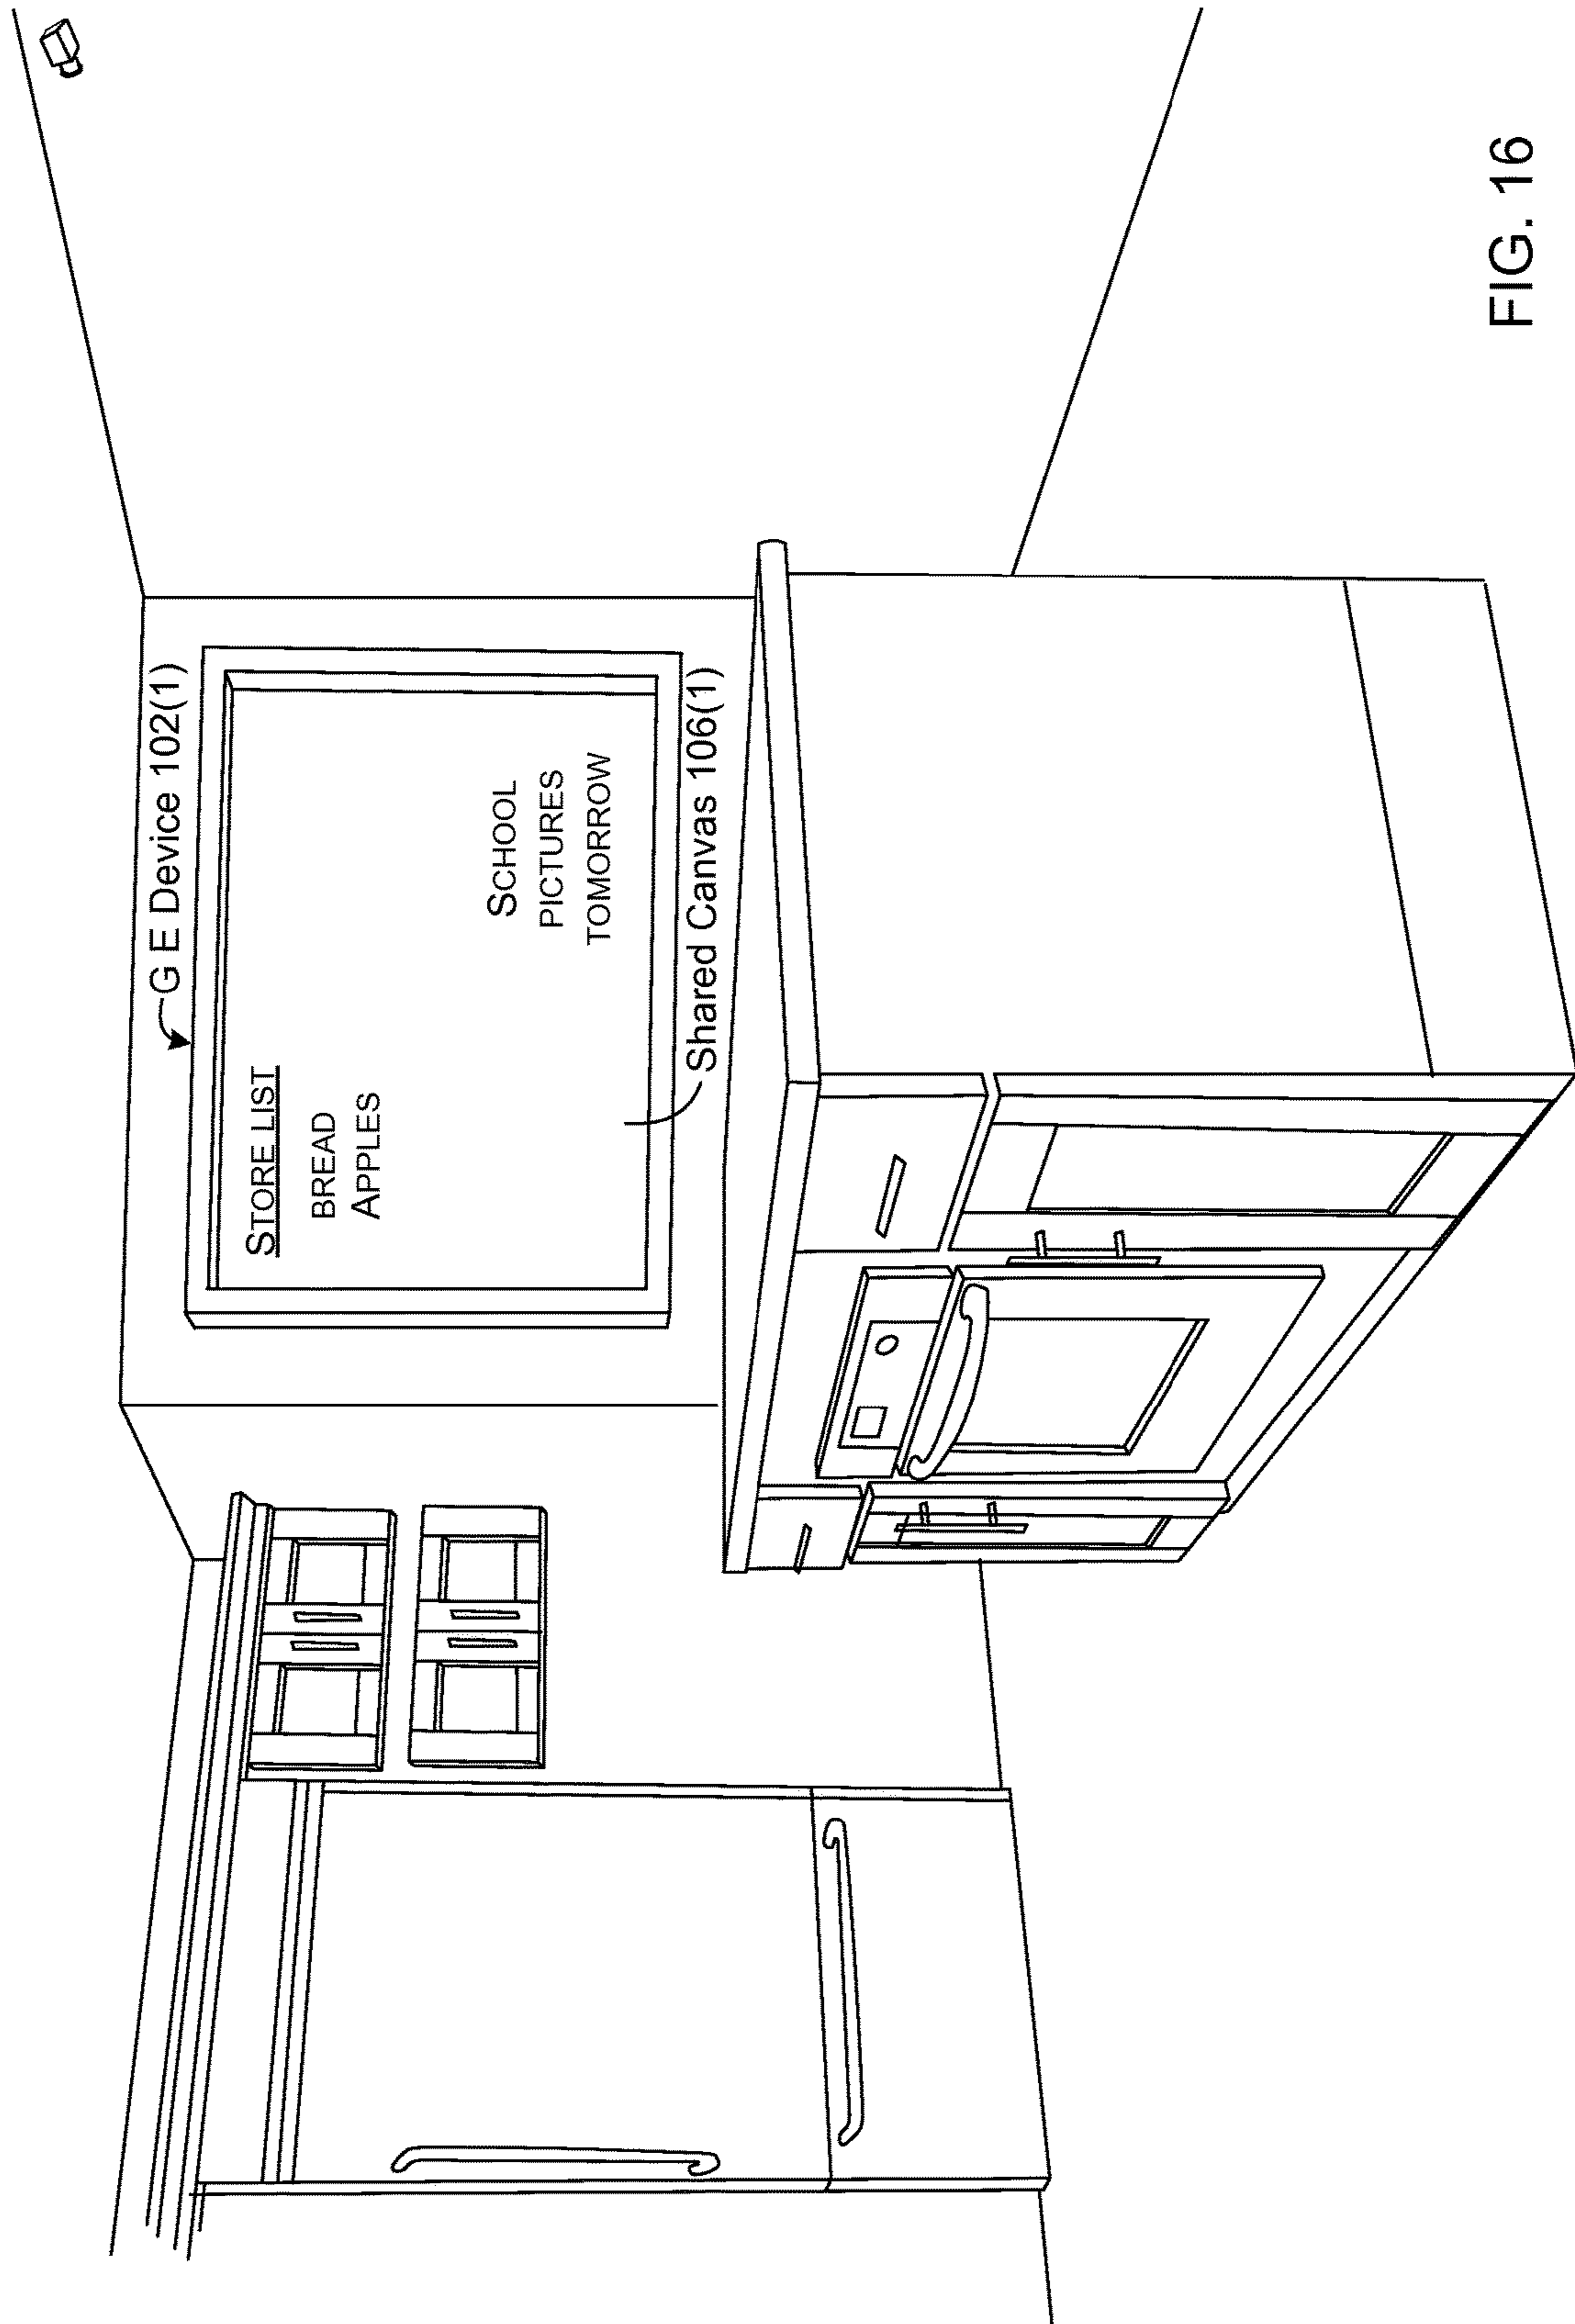 G E Device 102(1)
STORE LIST
BREAD
APPLES
SCHOOL
PICTURES
TOMORROW
Shared Canvas 106(1)
FIG. 16